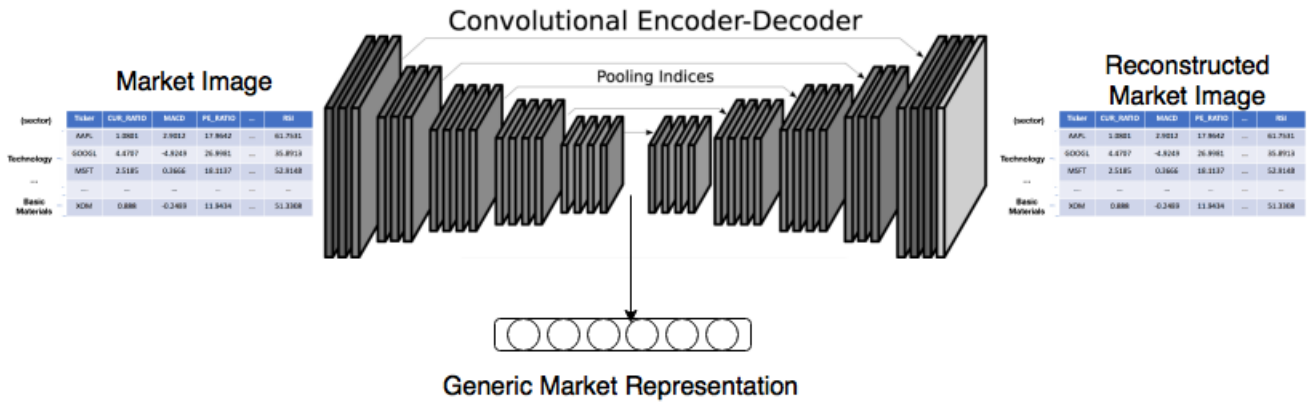 Convolutional Encoder-Decoder
Pooling Indices
Market Image
(sector)
Ticker CUR_RATIO MACD PE_RATIO ... RSI
AAPL 1.0801 2.9012 17.9642 ... 61.7531
Technology
GOOGL 4.4707 -4.9249 26.9981 ... 35.8913
MSFT 2.5185 0.3666 18.1137 ... 52.9148
...
... ... ... ... ... ...
Basic
Materials
XOM 0.888 -0.2489 11.9434 ... 51.3308
Reconstructed
Market Image
(sector)
Ticker CUR_RATIO MACD PE_RATIO ... RSI
AAPL 1.0801 2.9012 17.9642 ... 61.7531
Technology
GOOGL 4.4707 -4.9249 26.9981 ... 35.8913
MSFT 2.5185 0.3666 18.1137 ... 52.9148
...
.... ... ... ... ... ...
Basic
Materials
XOM 0.888 -0.2489 11.9434 ... 51.3308
Generic Market Representation